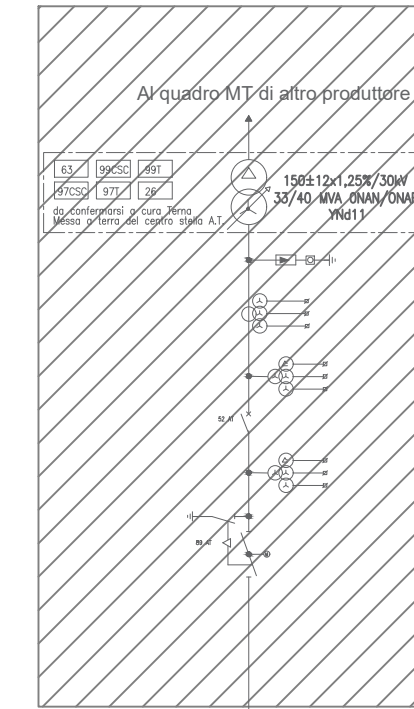 Al quadro MT di altro produttore
63 99CSC 99T
97CSC 97T 26
da confermarsi a cura Terna
Messa a terra del centro stella A.T.
150±12x1,25%/30kV
33/40 MVA ONAN/ONAF
YNd11
52 AT
89 AT